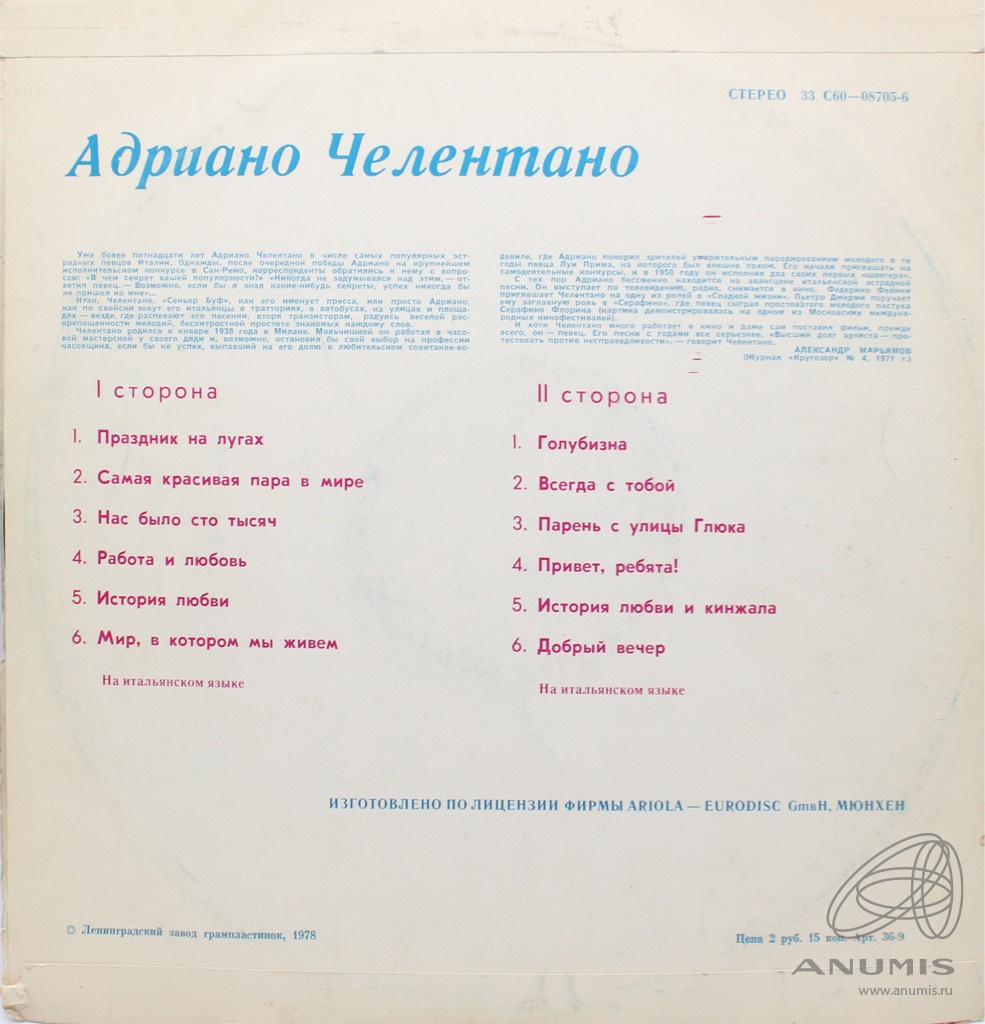 СТЕРЕО 33 С60—08705-6
Адриано Челентано
Уже более пятнадцати лет Адриано Челентано в числе самых популярных эст-
радных певцов Италии. Однажды, после очередной победы Адриано на крупнейшем
исполнительском конкурсе в Сан-Ремо, корреспонденты обратились к нему с вопро-
сом: «В чем секрет вашей популярности?» «Никогда не задумывался над этим, — от-
ветил певец. — Возможно, если бы я знал какие-нибудь секреты, успех никогда бы
не пришел ко мне»...
Итак, Челентано, «Сеньор Буф», как его именует пресса, или просто Адриано,
как по свойски зовут его итальянцы в тратториях, в автобусах, на улицах и площа-
дях — везде, где распевают его песенки, вторя транзисторам, радуясь веселой рас-
крепощенности мелодий, бесхитростной простоте знакомых каждому слов.
Челентано родился в январе 1938 года в Милане. Мальчишкой он работал в часо-
вой мастерской у своего дяди и, возможно, остановил бы свой выбор на профессии
часовщика, если бы не успех, выпавший на его долю в любительском спектакле-во-
девиле, где Адриано покорил зрителей уморительным пародированием молодого в те
годы певца Луи Прима, на которого был внешне похож. Его начали приглашать на
самодеятельные конкурсы, и в 1950 году он исполнил два своих первых «шлягера».
С тех пор Адриано бессменно находится на авансцене итальянской эстрадной
песни. Он выступает по телевидению, радио, снимается в кино. Федерико Феллини
приглашает Челентано на одну из ролей в «Сладкой жизни». Пьетро Джерми поручает
ему заглавную роль в «Серафино», где певец сыграл простоватого молодого пастуха
Серафино Флорина (картина демонстрировалась на одном из Московских междуна-
родных кинофестивалей).
И хотя Челентано много работает в кино и даже сам поставил фильм, прежде
всего, он — певец. Его песни с годами все серьезнее. «Высший долг артиста — про-
тестовать против несправедливости», — говорит Челентано.
АЛЕКСАНДР МАРЬЯМОВ
(Журнал «Кругозор» № 4, 1971 г.)
I сторона
1. Праздник на лугах
2. Самая красивая пара в мире
3. Нас было сто тысяч
4. Работа и любовь
5. История любви
6. Мир, в котором мы живем
На итальянском языке
II сторона
1. Голубизна
2. Всегда с тобой
3. Парень с улицы Глюка
4. Привет, ребята!
5. История любви и кинжала
6. Добрый вечер
На итальянском языке
ИЗГОТОВЛЕНО ПО ЛИЦЕНЗИИ ФИРМЫ ARIOLA — EURODISC GmвH, МЮНХЕН
© Ленинградский завод грампластинок, 1978
Цена 2 руб. 15 коп. Арт. 36-9
ANUMIS
www.anumis.ru